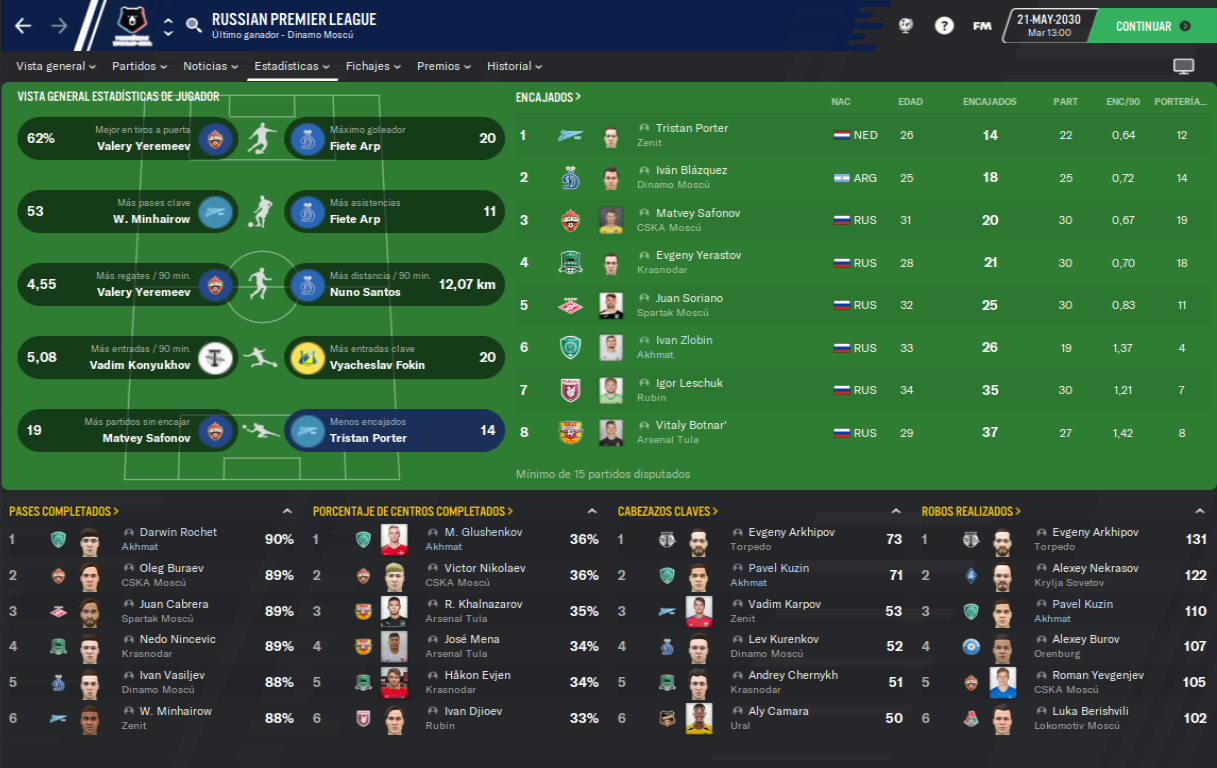 RUSSIAN PREMIER LEAGUE
Último ganador - Dinamo Moscú
FM
21-MAY-2030
Mar 13:00
CONTINUAR
Vista general
Partidos
Noticias
Estadísticas
Fichajes
Premios
Historial
VISTA GENERAL ESTADÍSTICAS DE JUGADOR
62%
Mejor en tiros a puerta
Valery Yeremeev
Máximo goleador
Fiete Arp
20
53
Más pases clave
W. Minhairow
Más asistencias
Fiete Arp
11
4,55
Más regates / 90 min.
Valery Yeremeev
Más distancia / 90 min.
Nuno Santos
12,07 km
5,08
Más entradas / 90 min.
Vadim Konyukhov
Más entradas clave
Vyacheslav Fokin
20
19
Más partidos sin encajar
Matvey Safonov
Menos encajados
Tristan Porter
14
ENCAJADOS
NAC EDAD ENCAJADOS PART ENC/90 PORTERÍA...
1 Tristan Porter NED 26 14 22 0,64 12
Zenit
2 Iván Blázquez ARG 25 18 25 0,72 14
Dinamo Moscú
3 Matvey Safonov RUS 31 20 30 0,67 19
CSKA Moscú
4 Evgeny Yerastov RUS 28 21 30 0,70 18
Krasnodar
5 Juan Soriano RUS 32 25 30 0,83 11
Spartak Moscú
6 Ivan Zlobin RUS 33 26 19 1,37 4
Akhmat
7 Igor Leschuk RUS 34 35 30 1,21 7
Rubin
8 Vitaly Botnar' RUS 29 37 27 1,42 8
Arsenal Tula
Mínimo de 15 partidos disputados
PASES COMPLETADOS
1 Darwin Rochet 90%
Akhmat
2 Oleg Buraev 89%
CSKA Moscú
3 Juan Cabrera 89%
Spartak Moscú
4 Nedo Nincevic 89%
Krasnodar
5 Ivan Vasiljev 88%
Dinamo Moscú
6 W. Minhairow 88%
Zenit
PORCENTAJE DE CENTROS COMPLETADOS
1 M. Glushenkov 36%
Akhmat
2 Victor Nikolaev 36%
CSKA Moscú
3 R. Khalnazarov 35%
Arsenal Tula
4 José Mena 34%
Arsenal Tula
5 Håkon Evjen 34%
Krasnodar
6 Ivan Djioev 33%
Rubin
CABEZAZOS CLAVES
1 Evgeny Arkhipov 73
Torpedo
2 Pavel Kuzin 71
Akhmat
3 Vadim Karpov 53
Zenit
4 Lev Kurenkov 52
Dinamo Moscú
5 Andrey Chernykh 51
Krasnodar
6 Aly Camara 50
Ural
ROBOS REALIZADOS
1 Evgeny Arkhipov 131
Torpedo
2 Alexey Nekrasov 122
Krylja Sovetov
3 Pavel Kuzin 110
Akhmat
4 Alexey Burov 107
Orenburg
5 Roman Yevgenjev 105
CSKA Moscú
6 Luka Berishvili 102
Lokomotiv Moscú